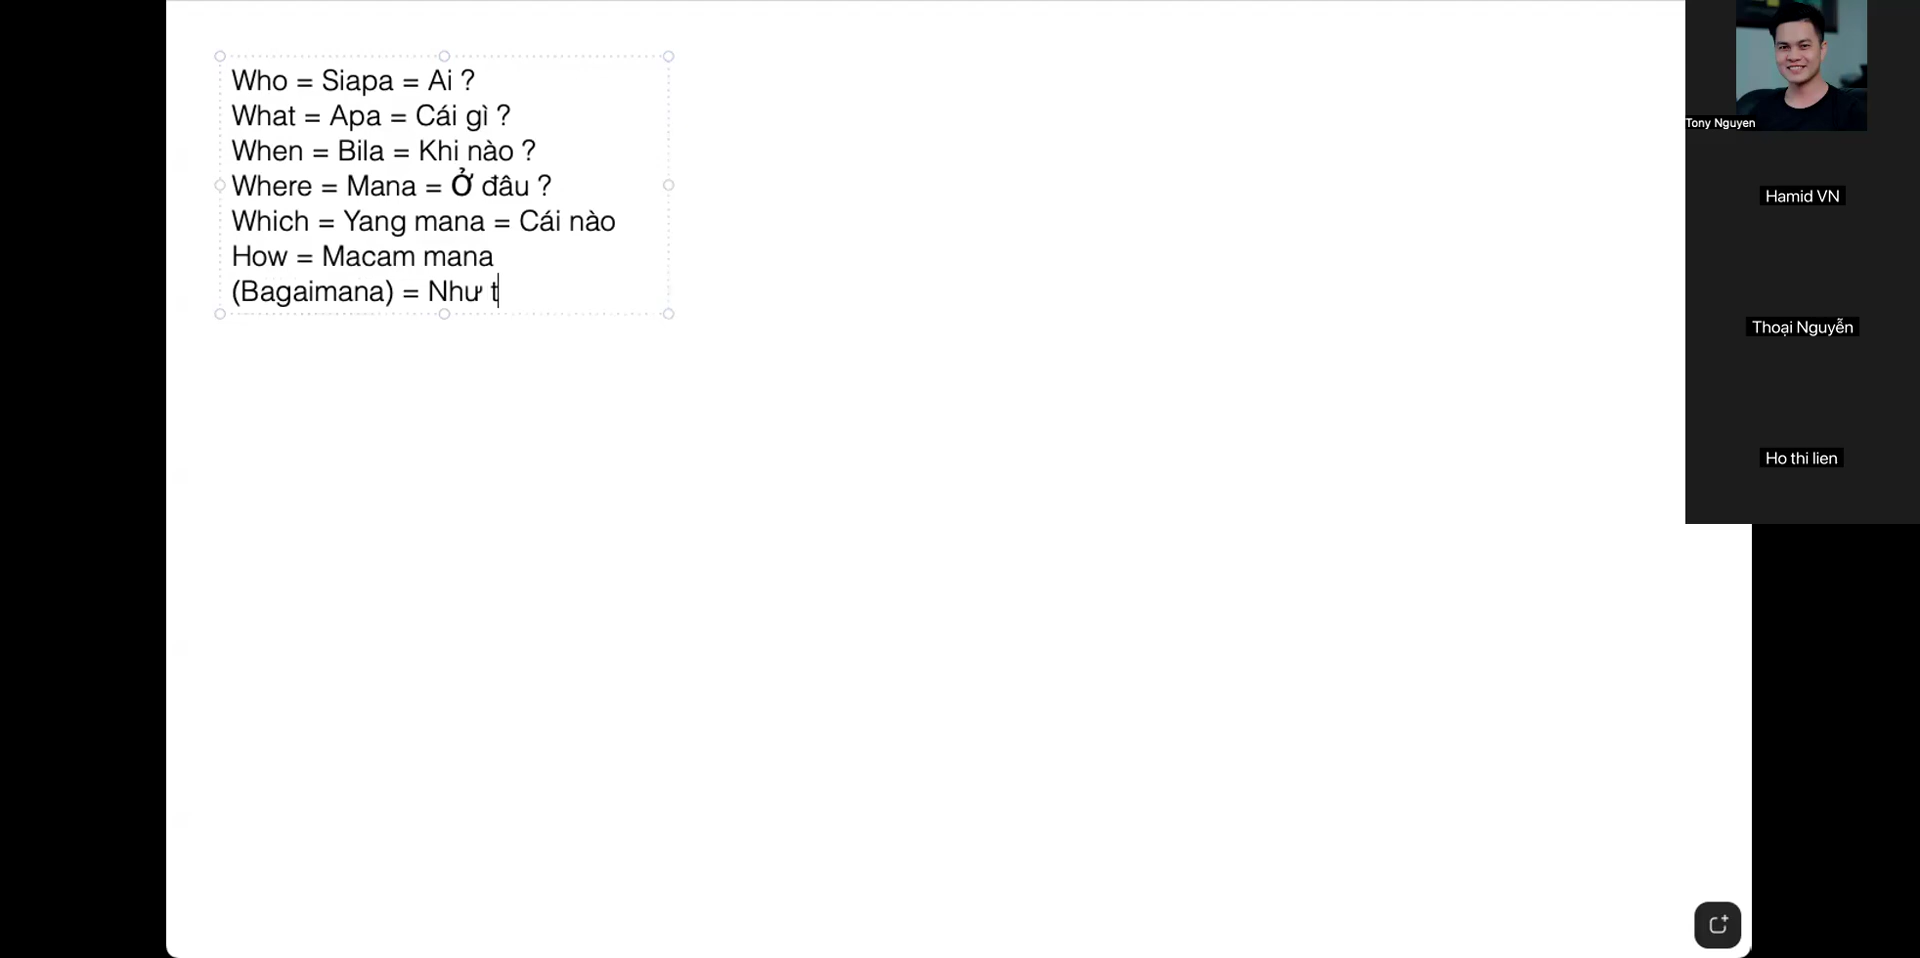 Who = Siapa = Ai ?
What = Apa = Cái gì ?
When = Bila = Khi nào ?
Where = Mana = Ở đâu ?
Which = Yang mana = Cái nào
How = Macam mana
(Bagaimana) = Như t
Tony Nguyen
Hamid VN
Thoại Nguyễn
Ho thi lien